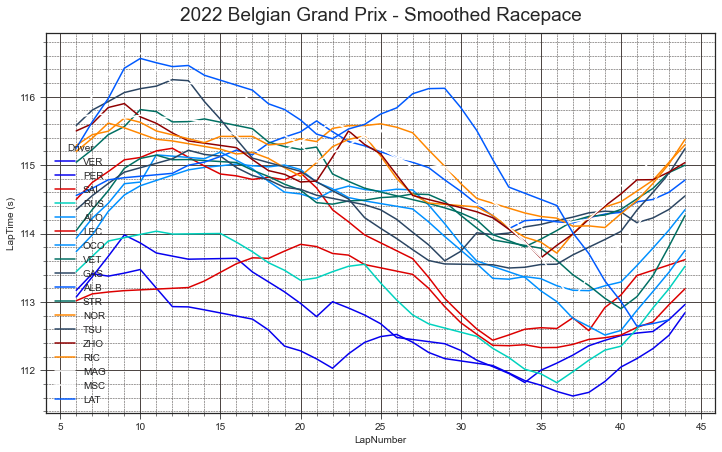 2022 Belgian Grand Prix - Smoothed Racepace
LapTime (s)
116
115
114
113
112
Driver
VER
PER
SAI
RUS
ALO
LEC
OCO
VET
GAS
ALB
STR
NOR
TSU
ZHO
RIC
MAG
MSC
LAT
5
10
15
20
25
30
35
40
45
LapNumber